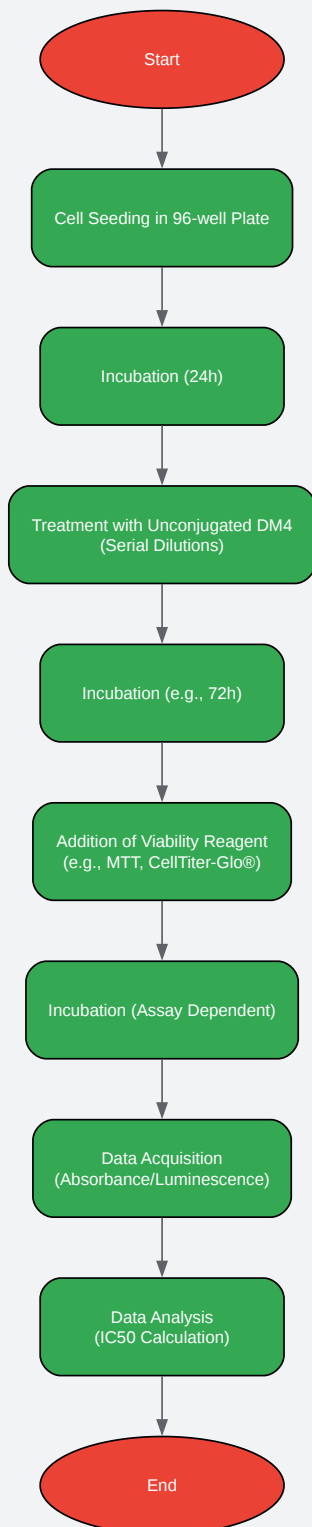 Start
Cell Seeding in 96-well Plate
Incubation (24h)
Treatment with Unconjugated DM4
(Serial Dilutions)
Incubation (e.g., 72h)
Addition of Viability Reagent
(e.g., MTT, CellTiter-Glo®)
Incubation (Assay Dependent)
Data Acquisition
(Absorbance/Luminescence)
Data Analysis
(IC50 Calculation)
End